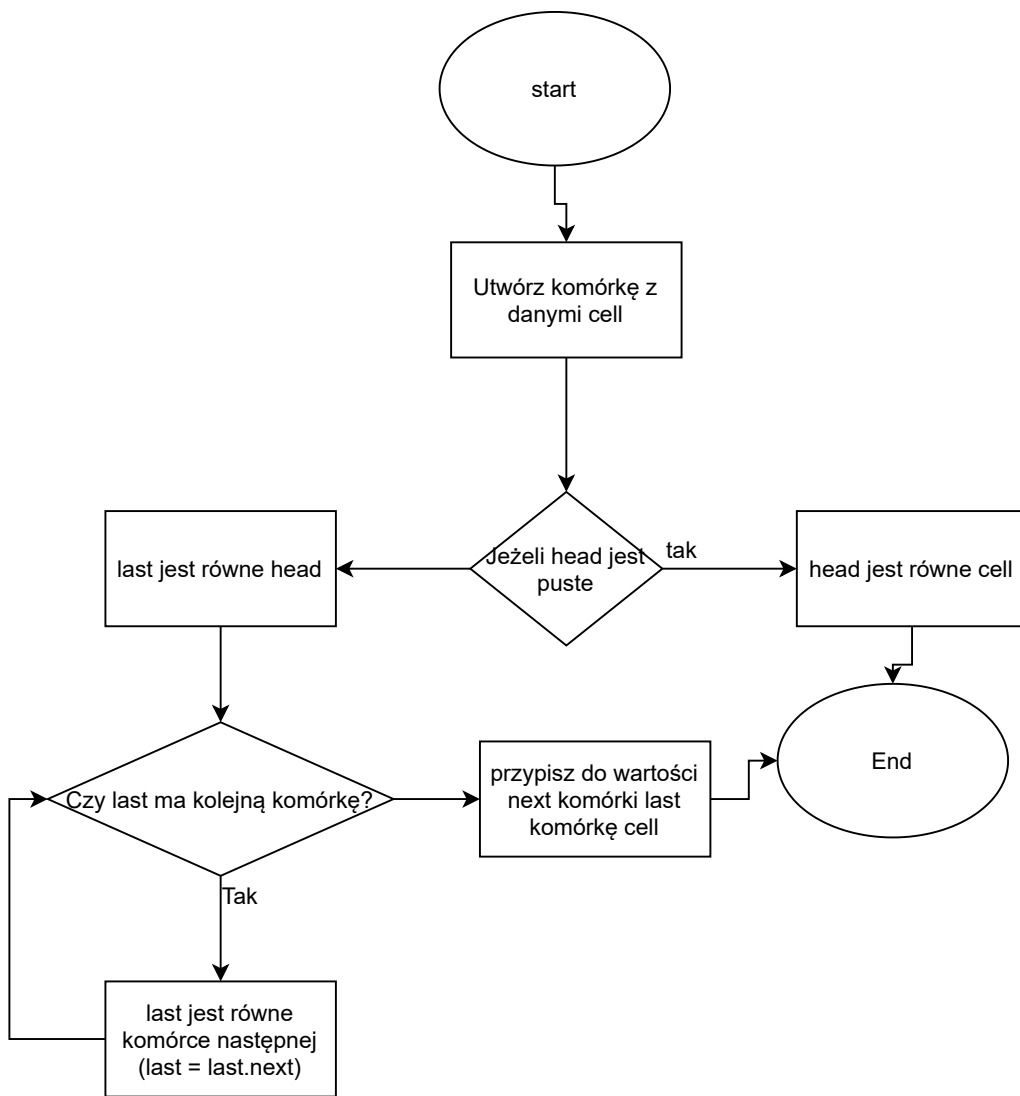 start
Utwórz komórkę z
danymi cell
last jest równe head
Jeżeli head jest
puste
tak
head jest równe cell
Czy last ma kolejną komórkę?
przypisz do wartości
next komórki last
komórkę cell
End
Tak
last jest równe
komórce następnej
(last = last.next)